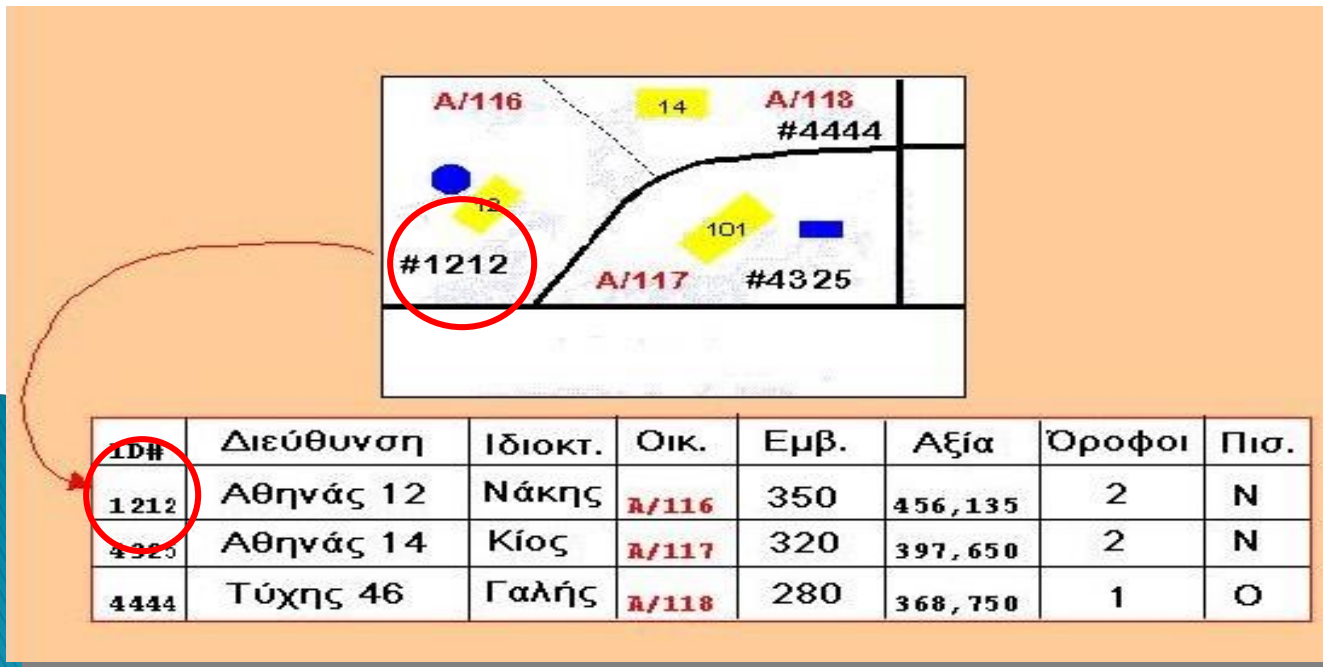 A/116 14 A/118
#4444
12
101
#1212
A/117 #4325
ID# Διεύθυνση Ιδιοκτ. Οικ. Εμβ. Αξία Όροφοι Πισ.
1212 Αθηνάς 12 Νάκης A/116 350 456,135 2 Ν
4325 Αθηνάς 14 Κίος A/117 320 397,650 2 Ν
4444 Τύχης 46 Γαλής A/118 280 368,750 1 Ο